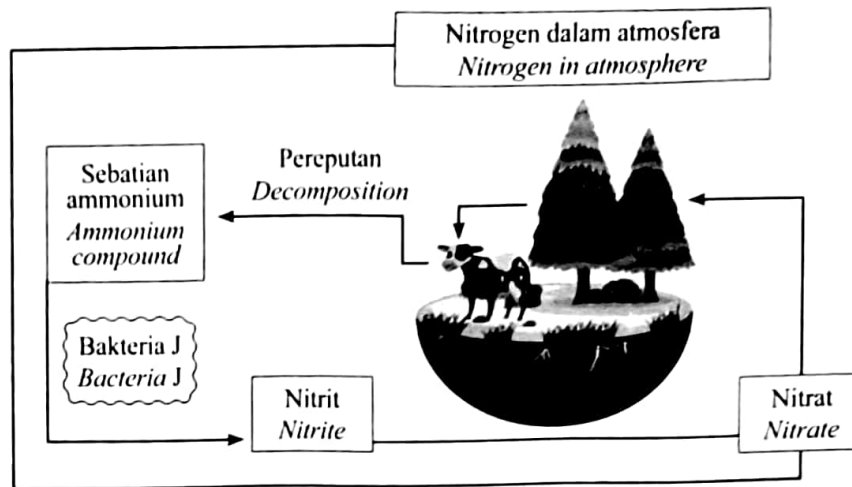 Nitrogen dalam atmosfera
Nitrogen in atmosphere
Pereputan
Decomposition
Sebatian
ammonium
Ammonium
compound
Bakteria J
Bacteria J
Nitrit
Nitrite
Nitrat
Nitrate